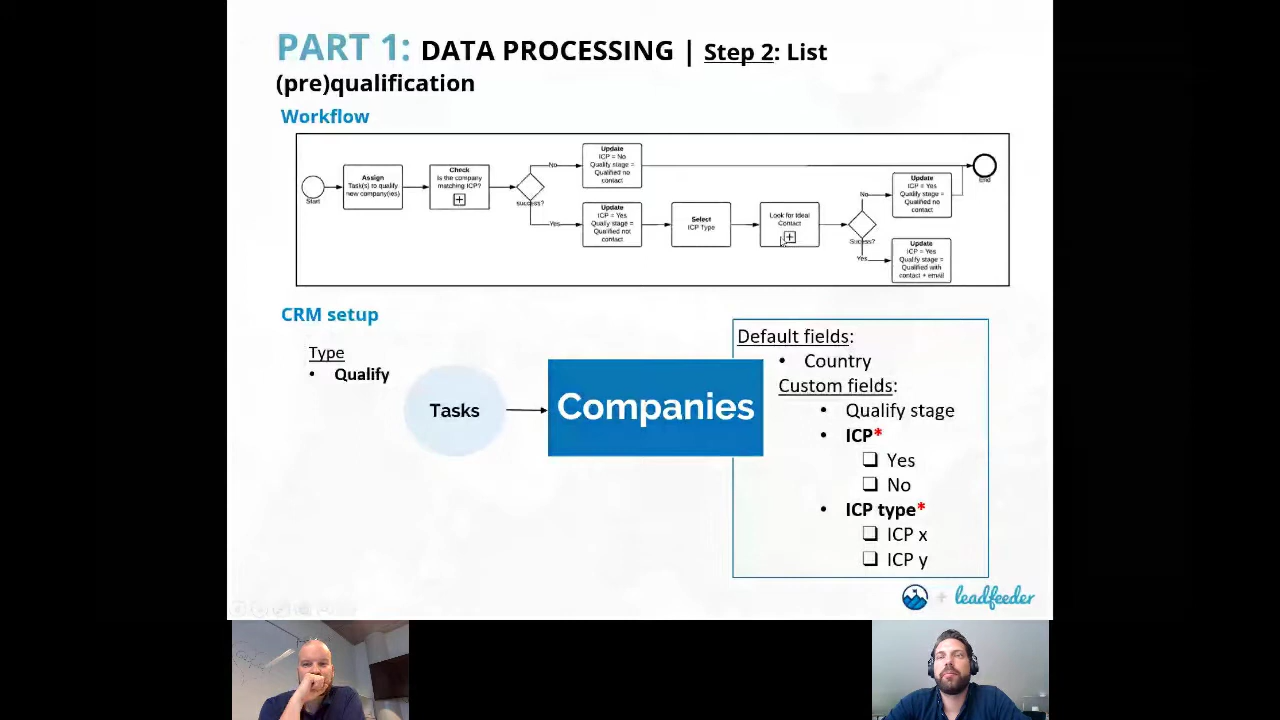 PART 1: DATA PROCESSING | Step 2: List
(pre)qualification
Workflow
Start
Assign
Task(s) to qualify
new company(ies)
Check
Is the company
matching ICP?
success?
No
Update
ICP = No
Qualify stage =
Qualified no
contact
Yes
Update
ICP = Yes
Qualify stage =
Qualified not
contact
Select
ICP Type
Look for Ideal
Contact
Success?
No
Update
ICP = Yes
Qualify stage =
Qualified no
contact
Yes
Update
ICP = Yes
Qualify stage =
Qualified with
contact + email
End
CRM setup
Type
• Qualify
Tasks
Companies
Default fields:
• Country
Custom fields:
• Qualify stage
• ICP*
❑ Yes
❑ No
• ICP type*
❑ ICP x
❑ ICP y
+ leadfeeder